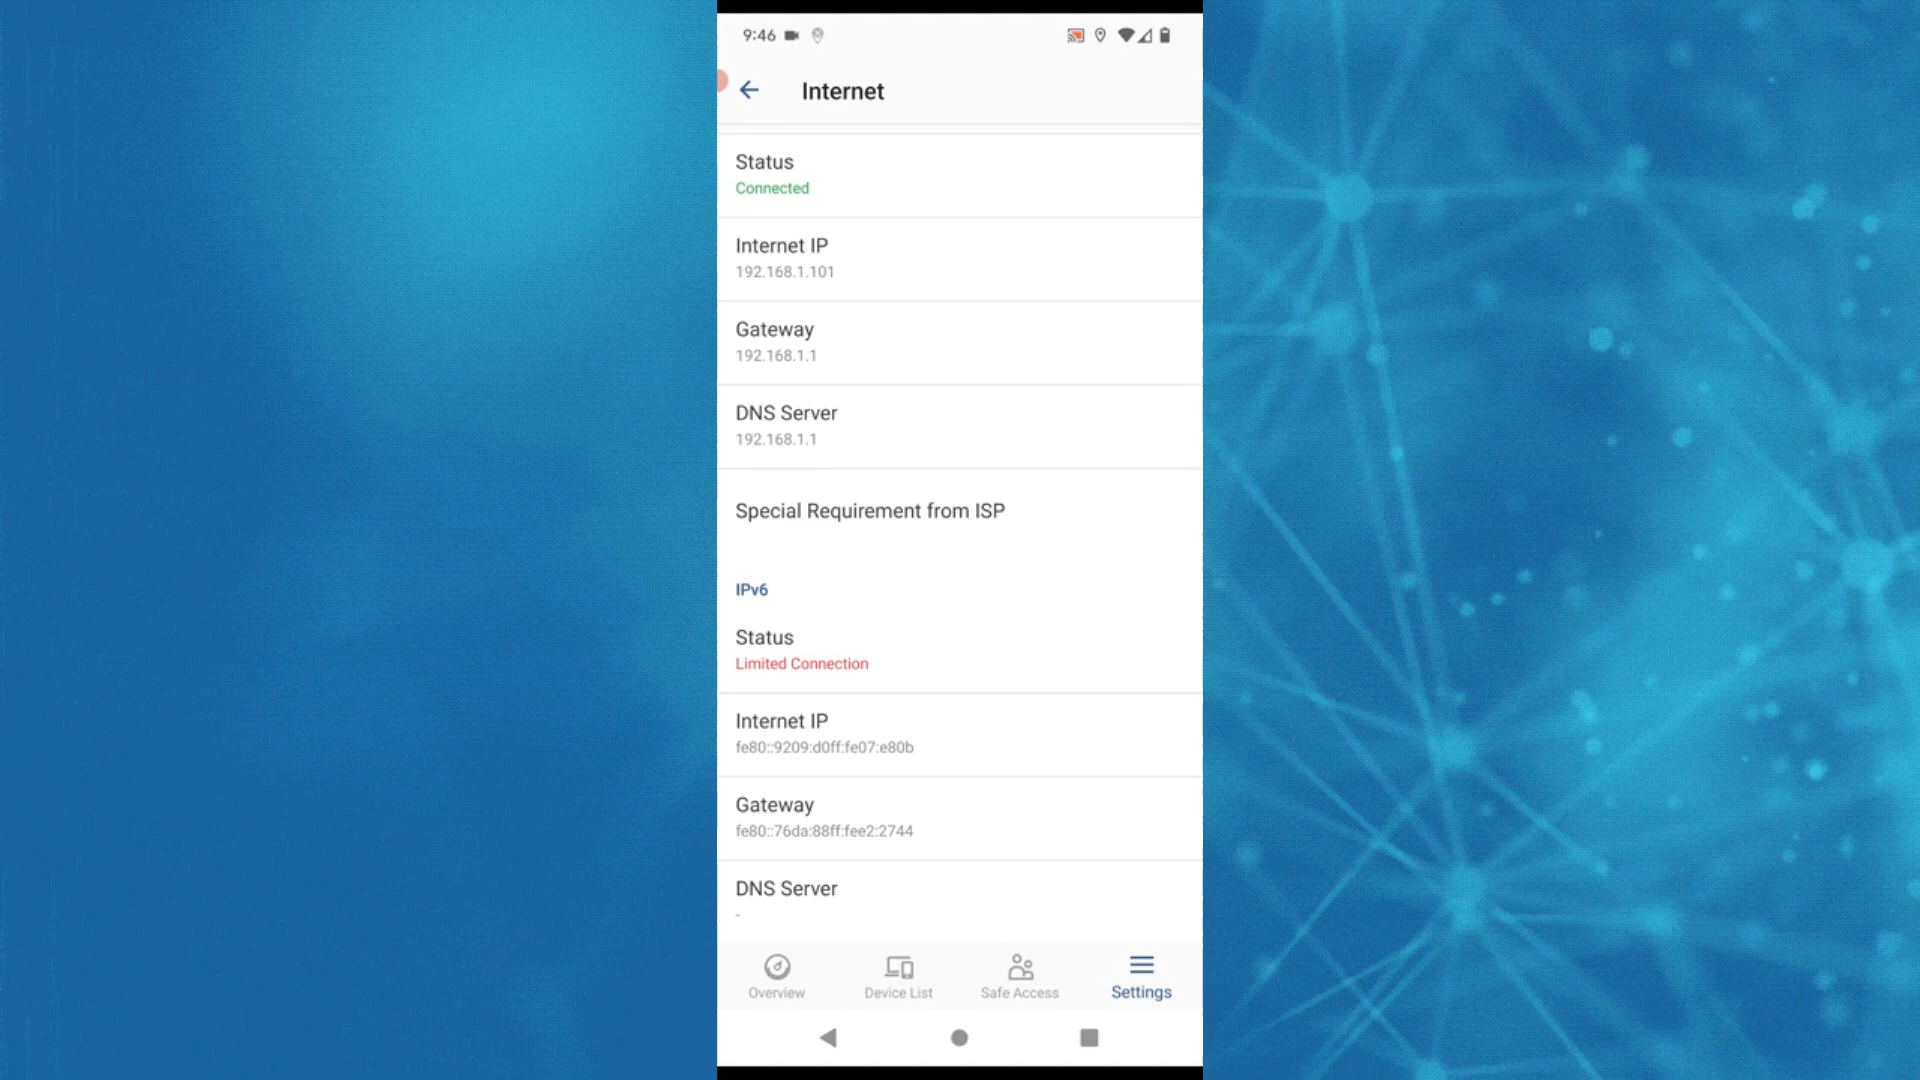 9:46
Internet
Status
Connected
Internet IP
192.168.1.101
Gateway
192.168.1.1
DNS Server
192.168.1.1
Special Requirement from ISP
IPv6
Status
Limited Connection
Internet IP
fe80::9209:d0ff:fe07:e80b
Gateway
fe80::76da:88ff:fee2:2744
DNS Server
-
Overview
Device List
Safe Access
Settings